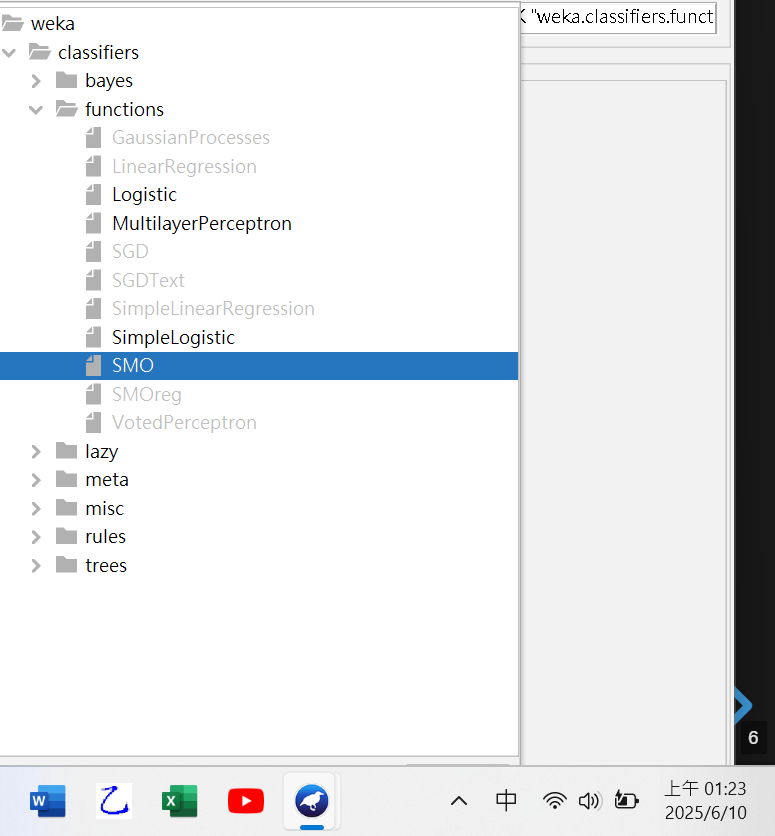 weka
K "weka.classifiers.funct
classifiers
bayes
functions
GaussianProcesses
LinearRegression
Logistic
MultilayerPerceptron
SGD
SGDText
SimpleLinearRegression
SimpleLogistic
SMO
SMOreg
VotedPerceptron
lazy
meta
misc
rules
trees
6
中
上午 01:23
2025/6/10